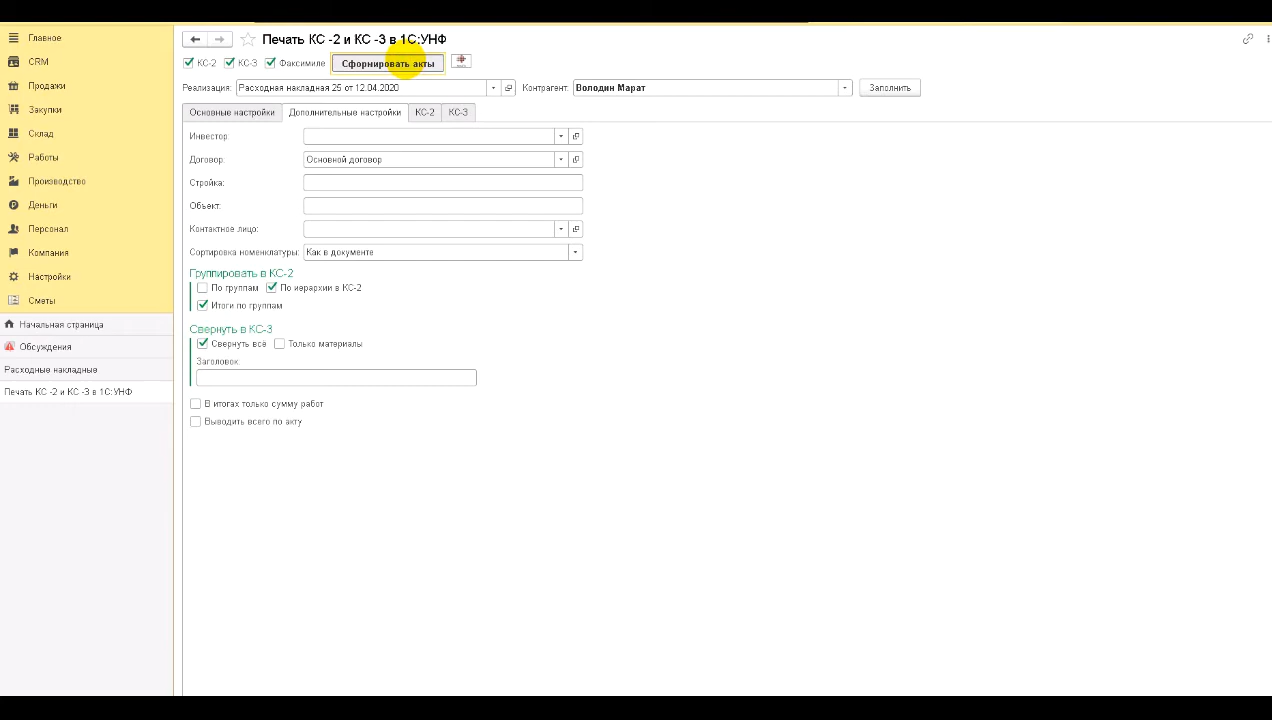 Главное
CRM
Продажи
Закупки
Склад
Работы
Производство
Деньги
Персонал
Компания
Настройки
Сметы
Начальная страница
Обсуждения
Расходные накладные
Печать КС -2 и КС -3 в 1С:УНФ
Печать КС -2 и КС -3 в 1С:УНФ
КС-2 КС-3 Факсимиле Сформировать акты
Реализация: Расходная накладная 25 от 12.04.2020 Контрагент: Володин Марат Заполнить
Основные настройки Дополнительные настройки КС-2 КС-3
Инвестор:
Договор: Основной договор
Стройка:
Объект:
Контактное лицо:
Сортировка номенклатуры: Как в документе
Группировать в КС-2
По группам По иерархии в КС-2
Итоги по группам
Свернуть в КС-3
Свернуть всё Только материалы
Заголовок:
В итогах только сумму работ
Выводить всего по акту